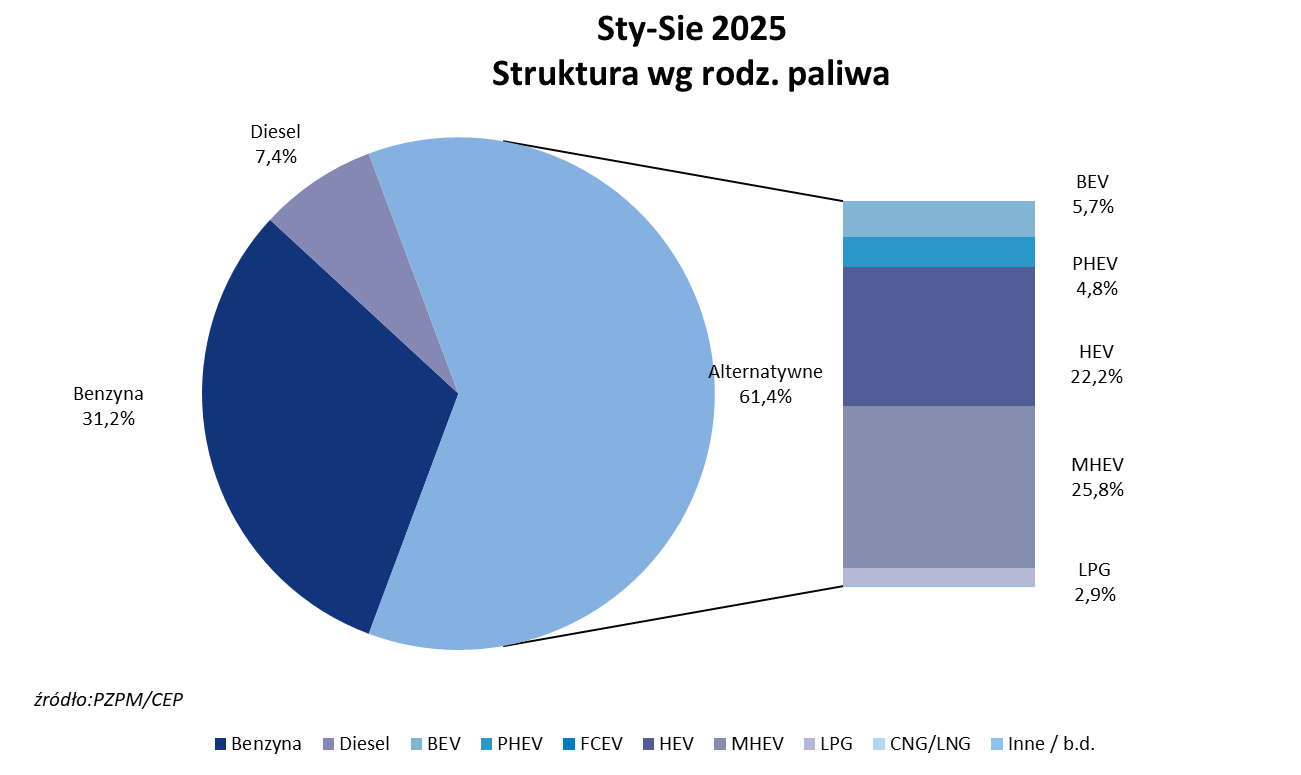 Sty-Sie 2025
Struktura wg rodz. paliwa
Diesel
7,4%
Benzyna
31,2%
Alternatywne
61,4%
BEV
5,7%
PHEV
4,8%
HEV
22,2%
MHEV
25,8%
LPG
2,9%
źródło:PZPM/CEP
Benzyna Diesel BEV PHEV FCEV HEV MHEV LPG CNG/LNG Inne / b.d.